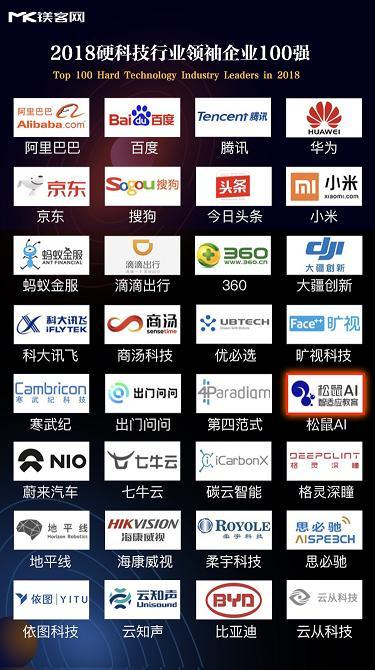 镁客网
2018硬科技行业领袖企业100强
Top 100 Hard Technology Industry Leaders in 2018
阿里巴巴 Alibaba.com Bai du 百度 Tencent 腾讯 HUAWEI
阿里巴巴 百度 腾讯 华为
京东 Sogou 搜狗 头条 mi 小米 xiaomi.com
京东 搜狗 今日头条 小米
蚂蚁金服 ANT FINANCIAL 滴滴出行 360 www.360.cn dji 大疆创新
蚂蚁金服 滴滴出行 360 大疆创新
科大讯飞 iFLYTEK 商汤 sensetime UBTECH Face++ 旷视
科大讯飞 商汤科技 优必选 旷视科技
Cambricon 寒武纪科技 出门问问 4Paradigm 松鼠AI 智适应教育
寒武纪 出门问问 第四范式 松鼠AI
NIO 七牛云 iCarbonX DEEPGLINT 格灵深瞳
蔚来汽车 七牛云 碳云智能 格灵深瞳
地平线 Horizon Robotics HIKVISION 海康威视 ROYOLE 柔宇科技 思必驰 AISPEECH
地平线 海康威视 柔宇科技 思必驰
依图 YITU 云知声 Unisound BYD 云从科技
依图科技 云知声 比亚迪 云从科技